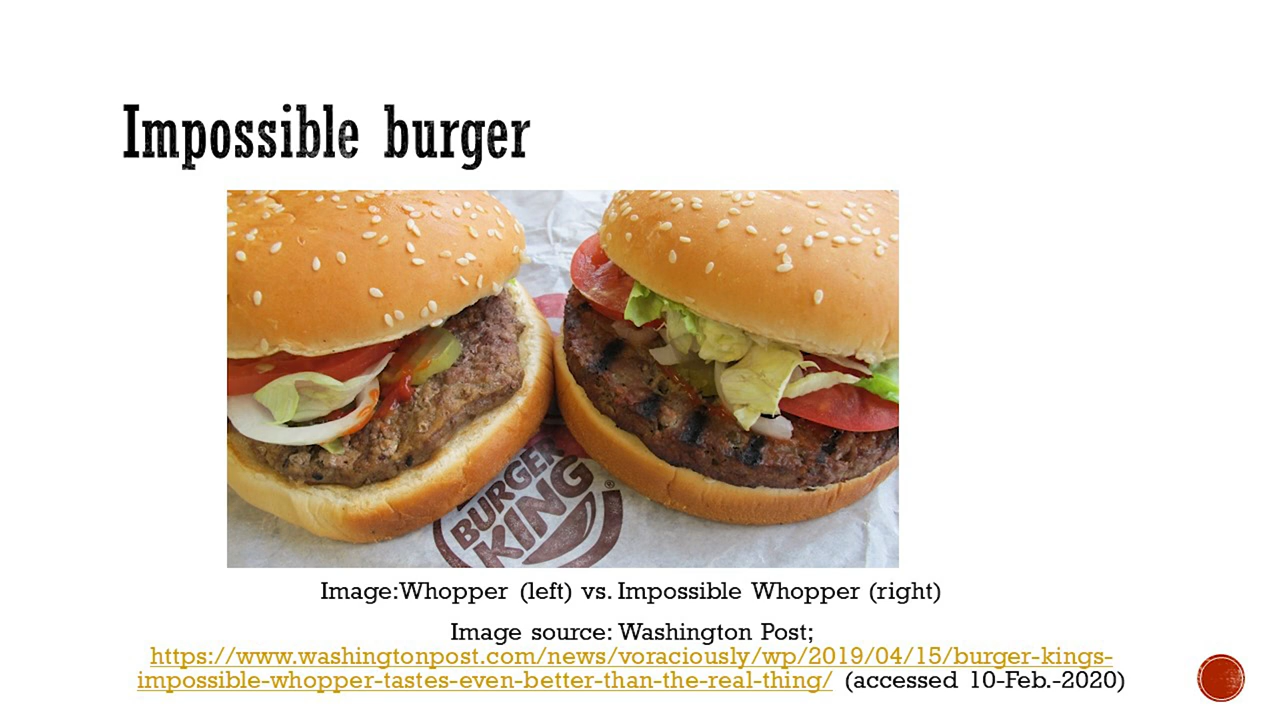 Impossible burger
BURGER
KING®
Image:Whopper (left) vs. Impossible Whopper (right)
Image source: Washington Post;
https://www.washingtonpost.com/news/voraciously/wp/2019/04/15/burger-kings-
impossible-whopper-tastes-even-better-than-the-real-thing/ (accessed 10-Feb.-2020)